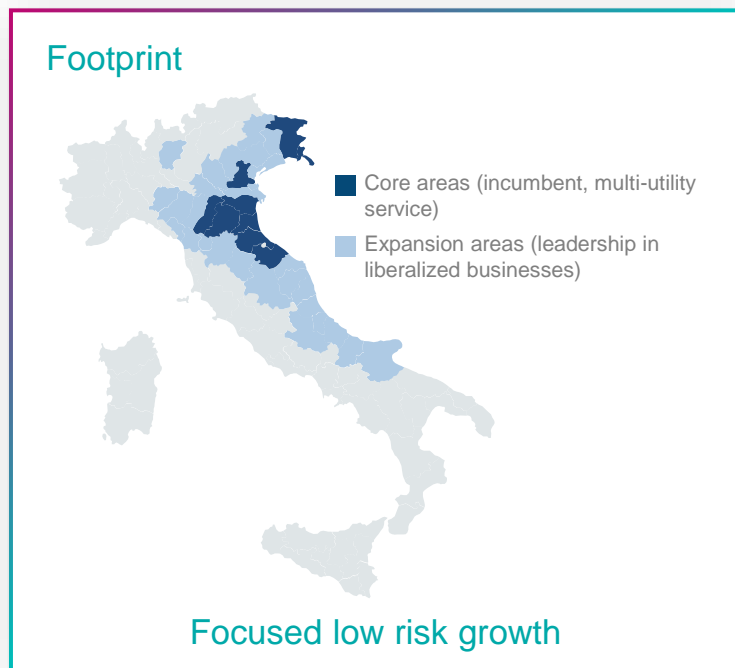 Footprint
Core areas (incumbent, multi-utility
service)
Expansion areas (leadership in
liberalized businesses)
Focused low risk growth